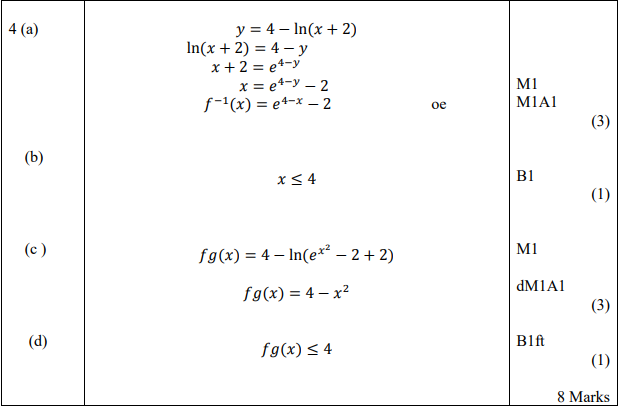 4 (a) y = 4 − ln(x + 2)
ln(x + 2) = 4 − y
x + 2 = e^{4−y}
x = e^{4−y} − 2 M1
f^{−1}(x) = e^{4−x} − 2 oe M1A1
(3)
(b)
x ≤ 4 B1
(1)
(c ) fg(x) = 4 − ln(e^{x^2} − 2 + 2) M1
fg(x) = 4 − x^2 dM1A1
(3)
(d) fg(x) ≤ 4 B1ft
(1)
8 Marks